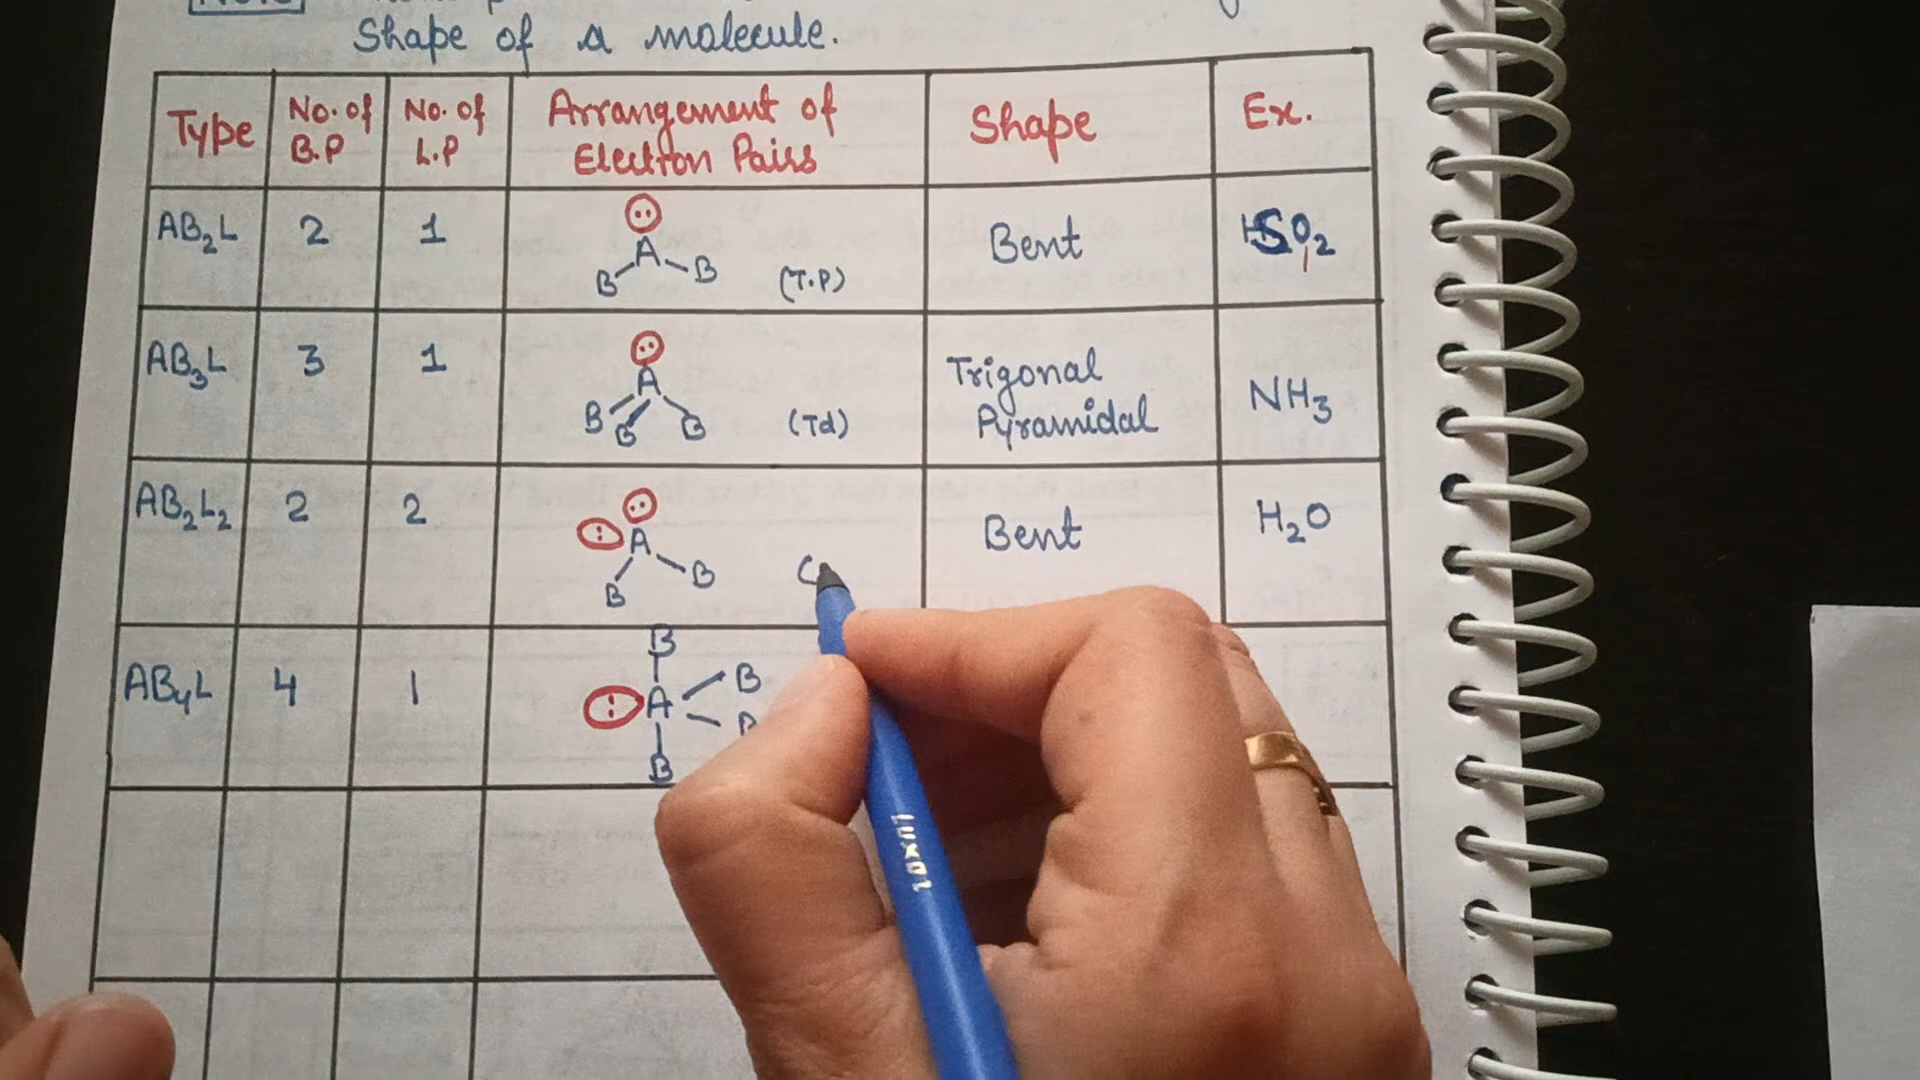 Shape of a molecule.
Type
No. of
B.P
No. of
L.P
Arrangement of
Electron Pairs
Shape
Ex.
AB2L
2
1
A
B B
(T.P)
Bent
SO2
AB3L
3
1
A
B B B
(Td)
Trigonal
Pyramidal
NH3
AB2L2
2
2
A
B
B
(
Bent
H2O
AB4L
4
1
B
B
A
B
B
LUXOR